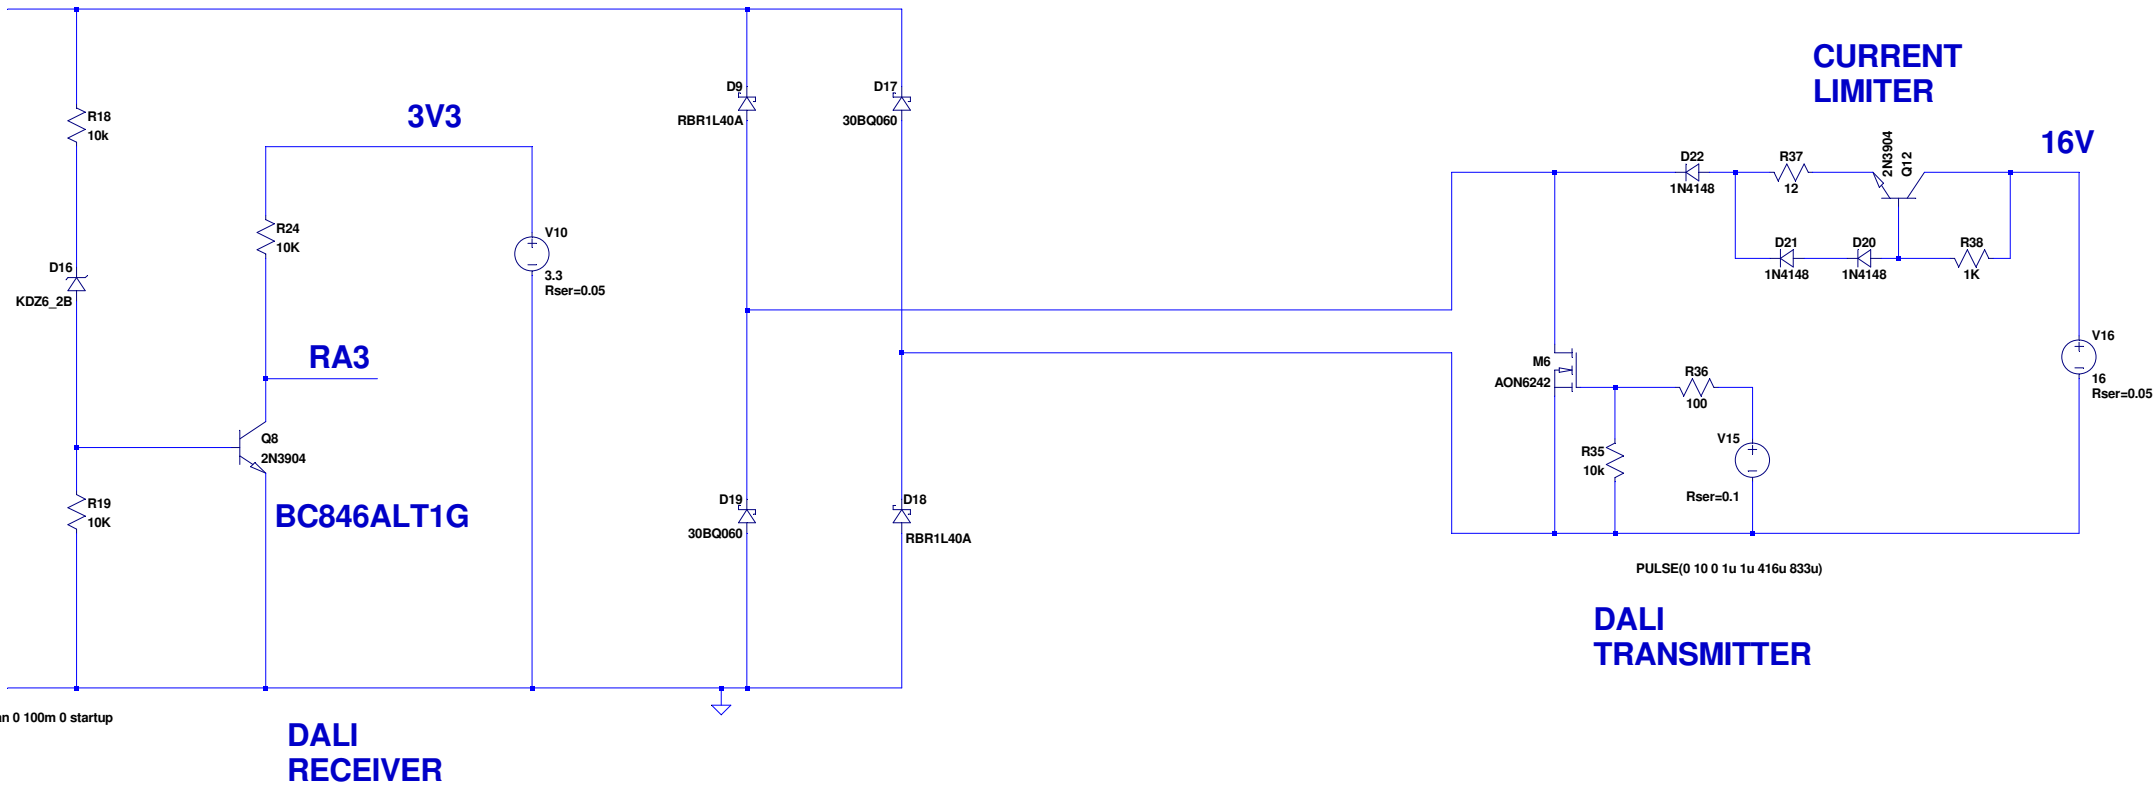 CURRENT
LIMITER
D9
RBR1L40A
D17
30BQ060
3V3
R18
10k
2N3904
Q12
16V
D22
1N4148
R37
12
R24
10K
V10
3.3
Rser=0.05
D21
1N4148
D20
1N4148
R38
1K
D16
KDZ6_2B
RA3
V16
16
Rser=0.05
M6
AON6242
R36
100
Q8
2N3904
R35
10k
V15
Rser=0.1
R19
10K
BC846ALT1G
D19
30BQ060
D18
RBR1L40A
PULSE(0 10 0 1u 1u 416u 833u)
DALI
TRANSMITTER
an 0 100m 0 startup
DALI
RECEIVER